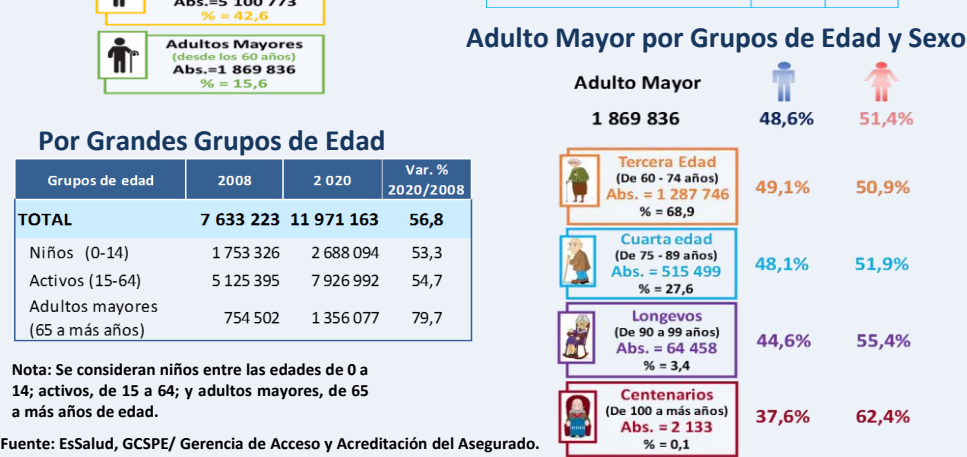 Abs.=5 100 773
% = 42,6
Adultos Mayores
(desde los 60 años)
Abs.=1 869 836
% = 15,6
Por Grandes Grupos de Edad
Grupos de edad 2008 2 020 Var. % 2020/2008
TOTAL 7 633 223 11 971 163 56,8
Niños (0-14) 1 753 326 2 688 094 53,3
Activos (15-64) 5 125 395 7 926 992 54,7
Adultos mayores
(65 a más años) 754 502 1 356 077 79,7
Nota: Se consideran niños entre las edades de 0 a
14; activos, de 15 a 64; y adultos mayores, de 65
a más años de edad.
Fuente: EsSalud, GCSPE/ Gerencia de Acceso y Acreditación del Asegurado.
Adulto Mayor por Grupos de Edad y Sexo
Adulto Mayor
1 869 836 48,6% 51,4%
Tercera Edad
(De 60 - 74 años)
Abs. = 1 287 746 49,1% 50,9%
% = 68,9
Cuarta edad
(De 75 - 89 años)
Abs. = 515 499 48,1% 51,9%
% = 27,6
Longevos
(De 90 a 99 años)
Abs. = 64 458 44,6% 55,4%
% = 3,4
Centenarios
(De 100 a más años)
Abs. = 2 133 37,6% 62,4%
% = 0,1